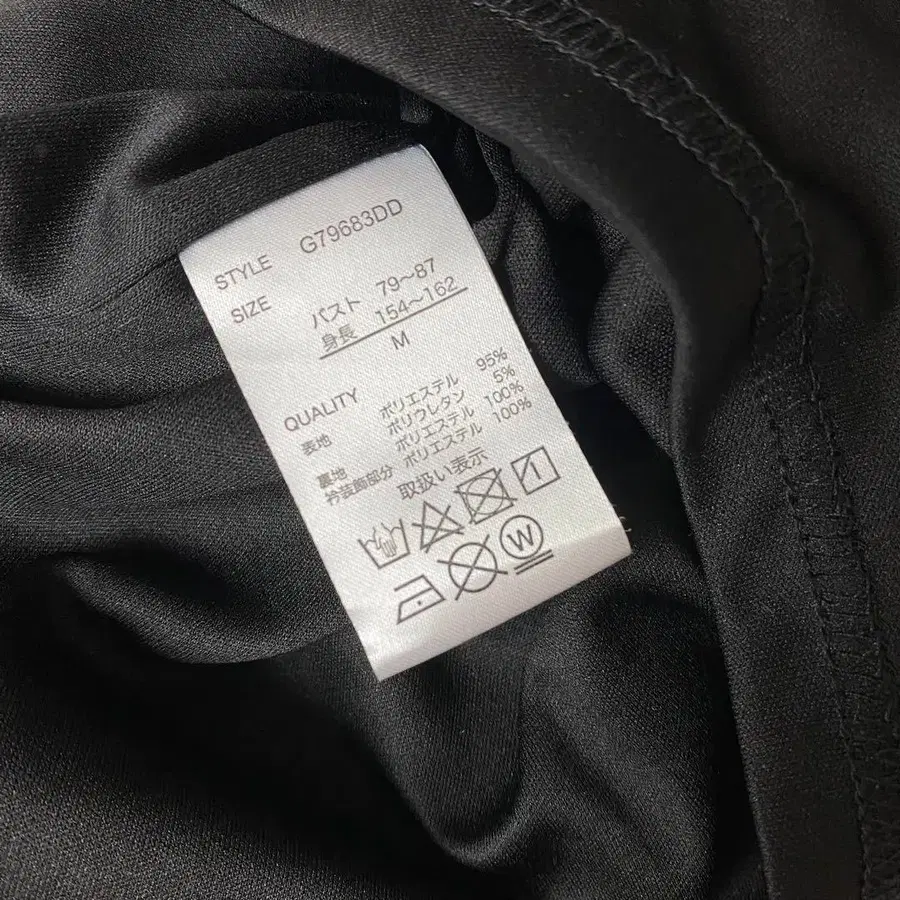 STYLE G79683DD
SIZE バスト 79～87
身長 154～162
M
QUALITY
表地 ポリエステル 95%
ポリウレタン 5%
裏地 ポリエステル 100%
衿装飾部分 ポリエステル 100%
取扱い表示
W